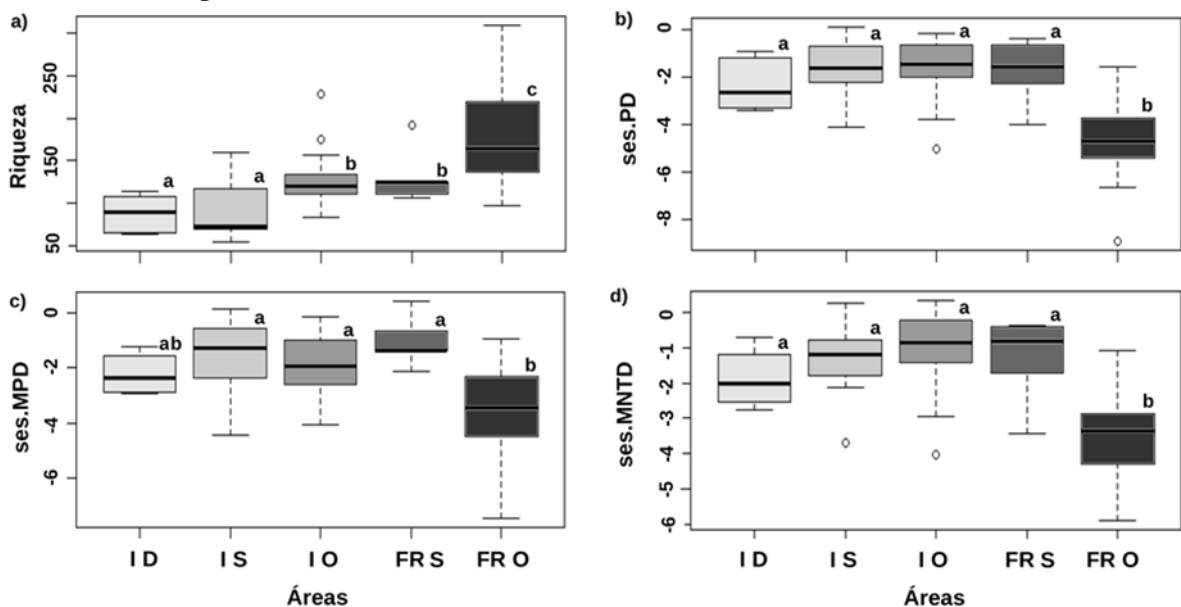 a)
Riqueza
50
150
250
a
a
b
b
c
b)
ses.PD
0
-2
-4
-6
-8
a
a
a
a
b
c)
ses.MPD
0
-2
-4
-6
ab
a
a
a
b
I D
I S
I O
FR S
FR O
Áreas
d)
ses.MNTD
0
-1
-2
-3
-4
-5
-6
a
a
a
a
b
I D
I S
I O
FR S
FR O
Áreas